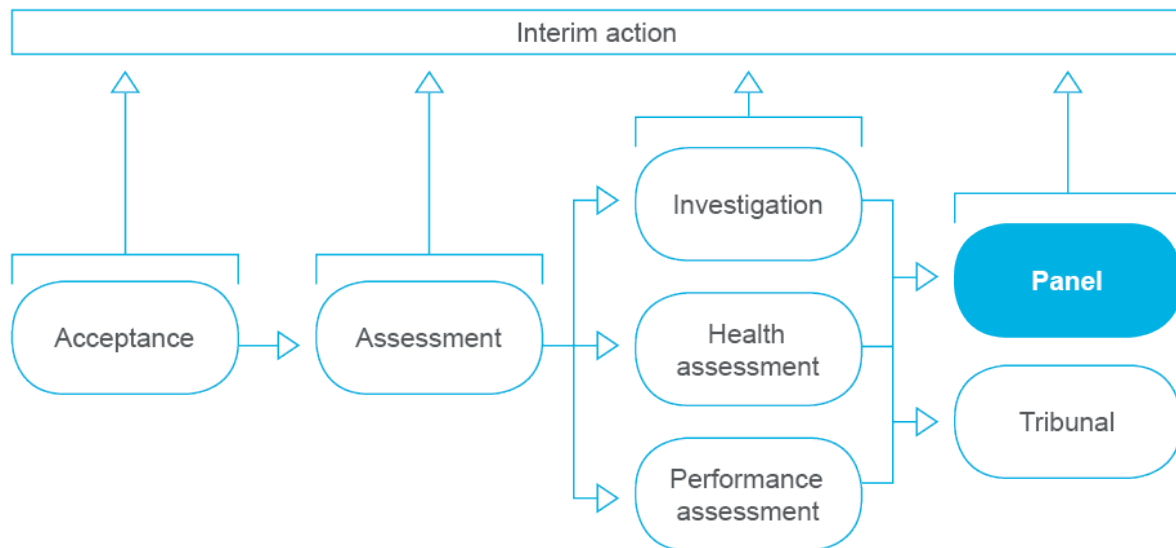 Interim action
Acceptance
Assessment
Investigation
Health
assessment
Performance
assessment
Panel
Tribunal